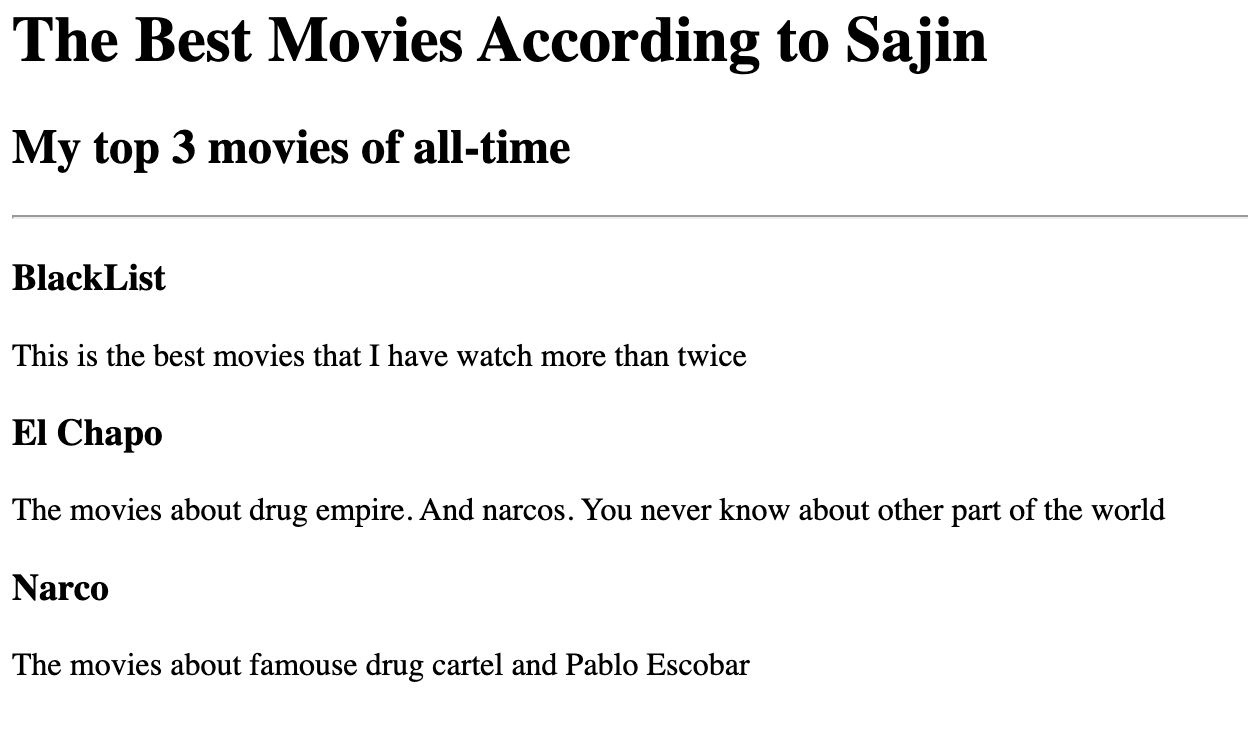 The Best Movies According to Sajin
My top 3 movies of all-time
BlackList
This is the best movies that I have watch more than twice
El Chapo
The movies about drug empire. And narcos. You never know about other part of the world
Narco
The movies about famouse drug cartel and Pablo Escobar